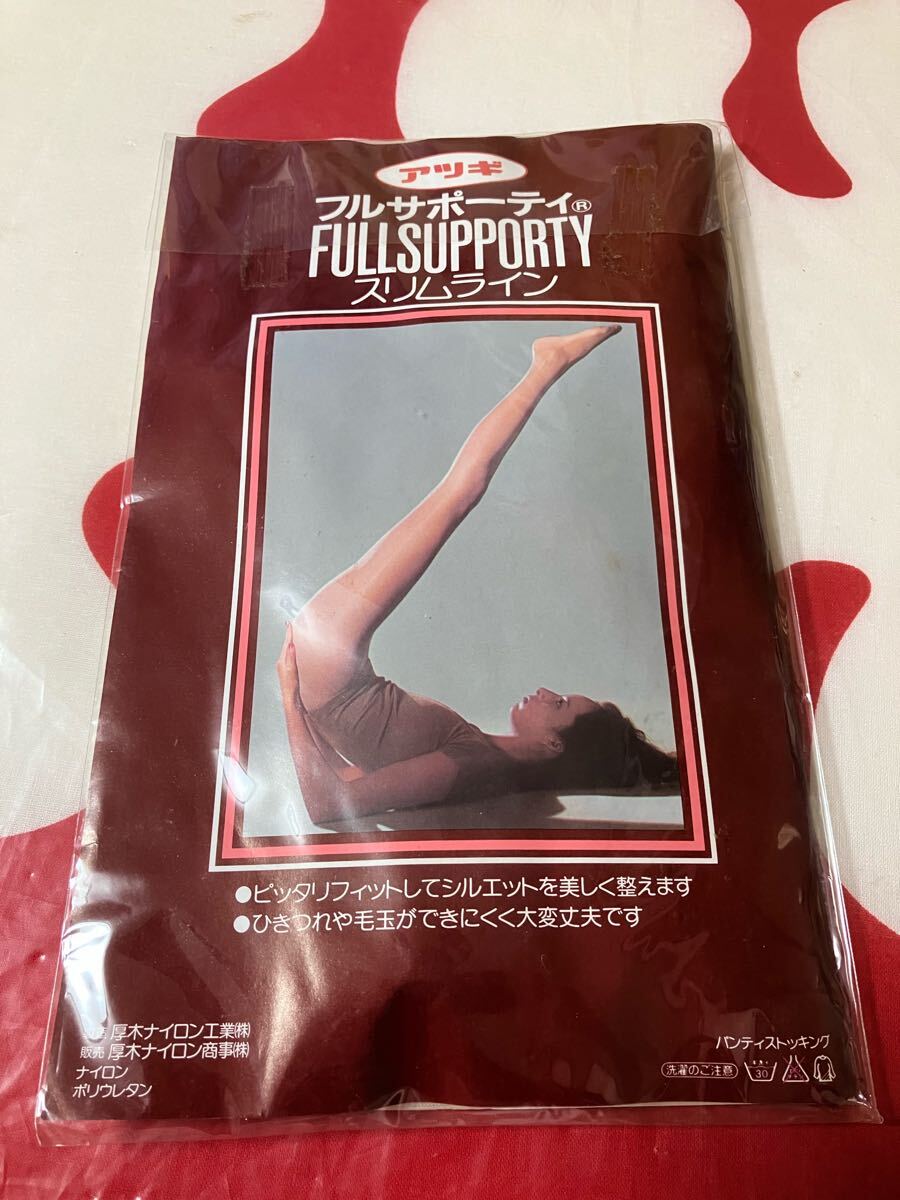 アツギ
フルサポーティ®
FULLSUPPORTY
スリムライン
●ピッタリフィットしてシルエットを美しく整えます
●ひきつれや毛玉ができにくく大変丈夫です
厚木ナイロン工業㈱
販売 厚木ナイロン商事㈱
ナイロン
ポリウレタン
パンティストッキング
洗濯のご注意 30